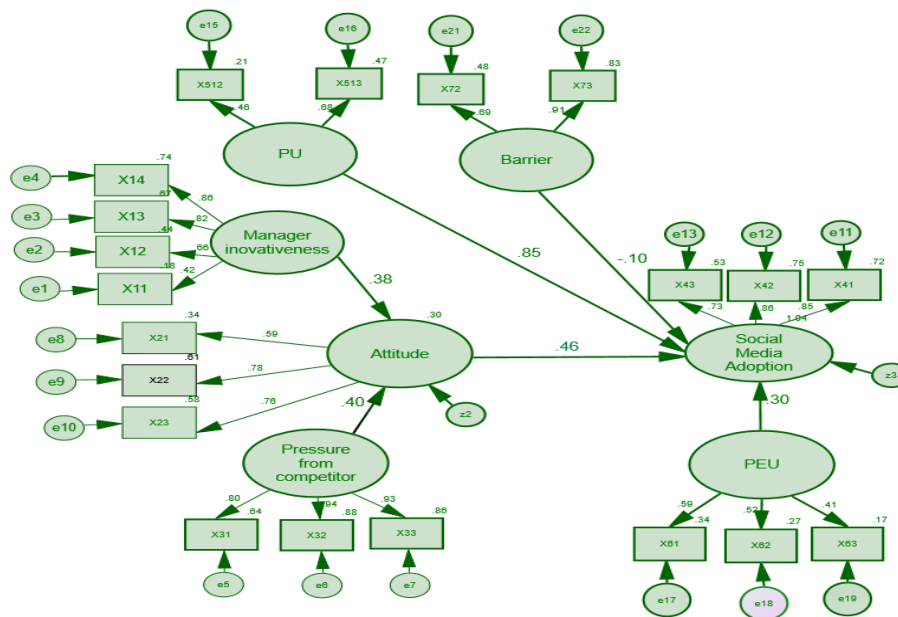 e15
e16
e21
e22
.21
.47
.48
.83
X512
X513
X72
X73
.46
.68
.69
.91
PU
Barrier
e4
.74
X14
.86
e3
.67
X13
.82
e2
.44
X12
.66
e1
.18
X11
.42
Manager
inovativeness
.38
.85
-.10
e13
e12
e11
.53
.75
.72
X43
X42
X41
.73
.86
.85
1.04
Social
Media
Adoption
z3
e8
.34
X21
.59
e9
.61
X22
.78
e10
.58
X23
.76
.30
Attitude
.46
z2
.40
.30
Pressure
from
competitor
PEU
.80
.94
.93
.64
.88
.86
X31
X32
X33
e5
e6
e7
.59
.52
.41
.34
.27
.17
X61
X62
X63
e17
e18
e19